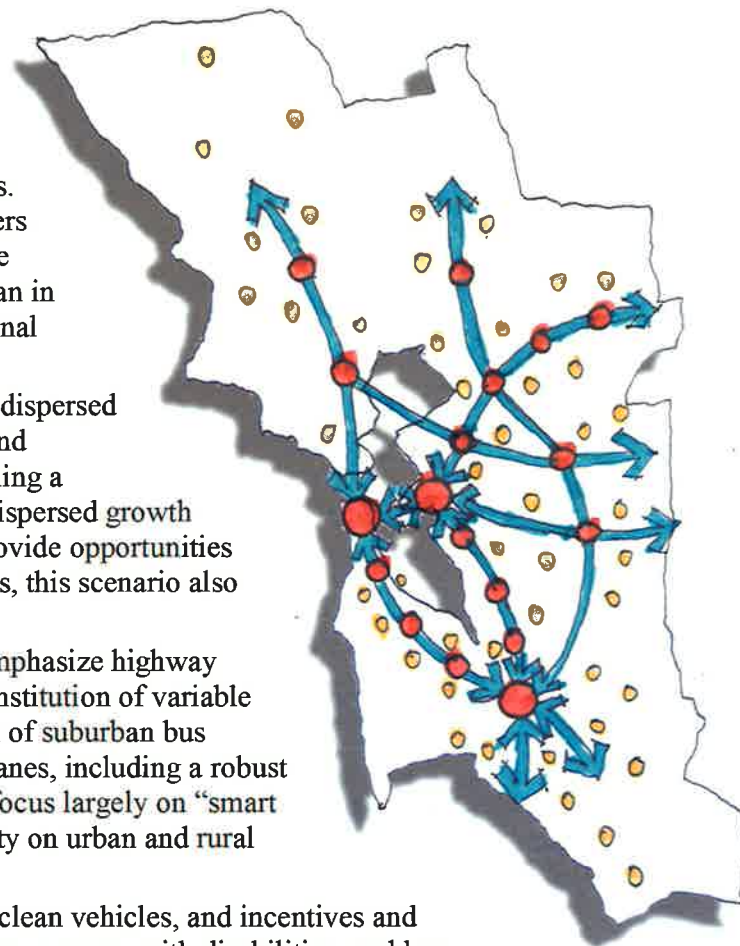 s.
ers
e
an in
nal
dispersed
nd
ing a
ispersed growth
ovide opportunities
s, this scenario also
mphasize highway
nstitution of variable
of suburban bus
anes, including a robust
focus largely on “smart
ty on urban and rural
clean vehicles, and incentives and
with disabilities